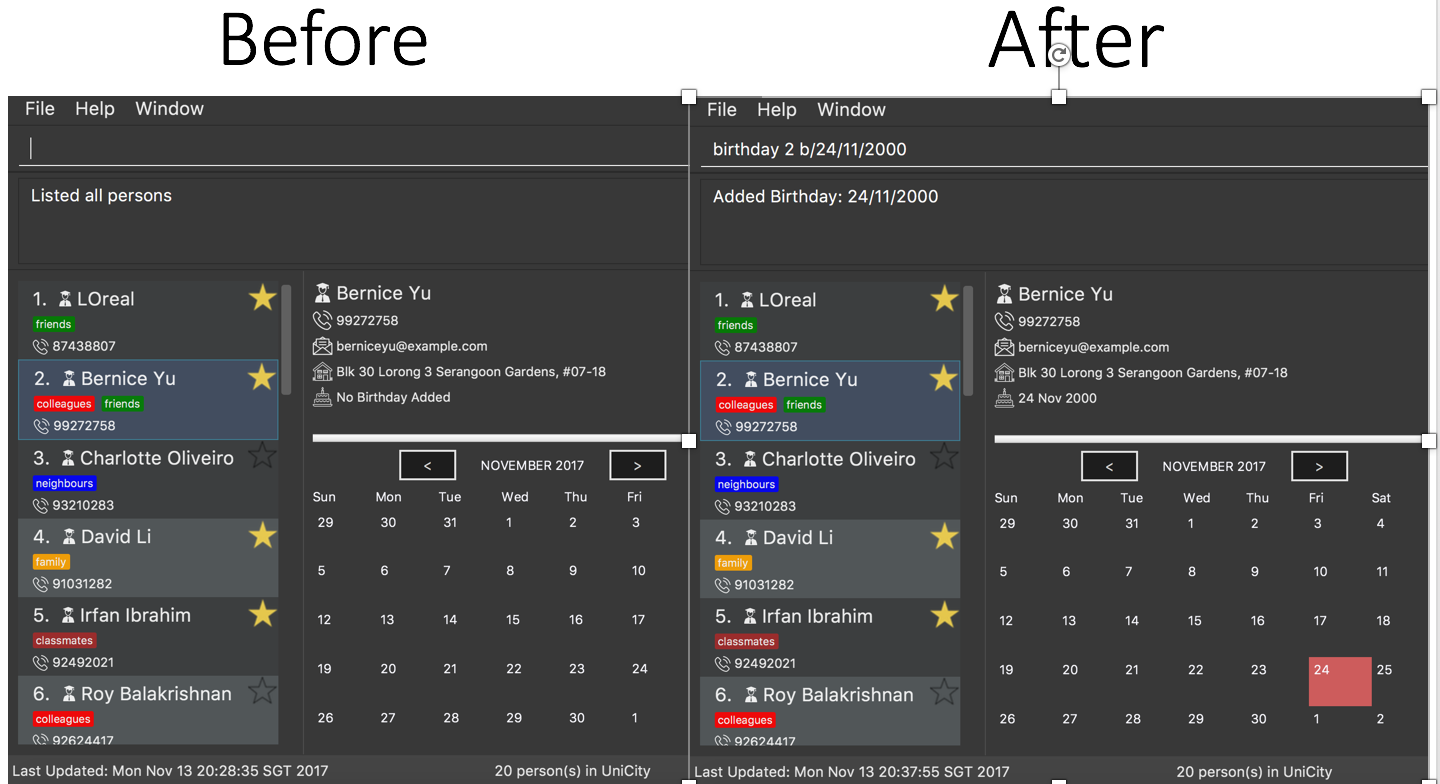 Before
File Help Window
Listed all persons
1. LOreal
friends
87438807
2. Bernice Yu
colleagues friends
99272758
3. Charlotte Oliveiro
neighbours
93210283
4. David Li
family
91031282
5. Irfan Ibrahim
classmates
92492021
6. Roy Balakrishnan
colleagues
92624417
Bernice Yu
99272758
berniceyu@example.com
Blk 30 Lorong 3 Serangoon Gardens, #07-18
No Birthday Added
< NOVEMBER 2017 >
Sun Mon Tue Wed Thu Fri
29 30 31 1 2 3
5 6 7 8 9 10
12 13 14 15 16 17
19 20 21 22 23 24
26 27 28 29 30 1
Last Updated: Mon Nov 13 20:28:35 SGT 2017 20 person(s) in UniCity
After
File Help Window
birthday 2 b/24/11/2000
Added Birthday: 24/11/2000
1. LOreal
friends
87438807
2. Bernice Yu
colleagues friends
99272758
3. Charlotte Oliveiro
neighbours
93210283
4. David Li
family
91031282
5. Irfan Ibrahim
classmates
92492021
6. Roy Balakrishnan
colleagues
92624417
Bernice Yu
99272758
berniceyu@example.com
Blk 30 Lorong 3 Serangoon Gardens, #07-18
24 Nov 2000
< NOVEMBER 2017 >
Sun Mon Tue Wed Thu Fri Sat
29 30 31 1 2 3 4
5 6 7 8 9 10 11
12 13 14 15 16 17 18
19 20 21 22 23 24 25
26 27 28 29 30 1 2
Last Updated: Mon Nov 13 20:37:55 SGT 2017 20 person(s) in UniCity